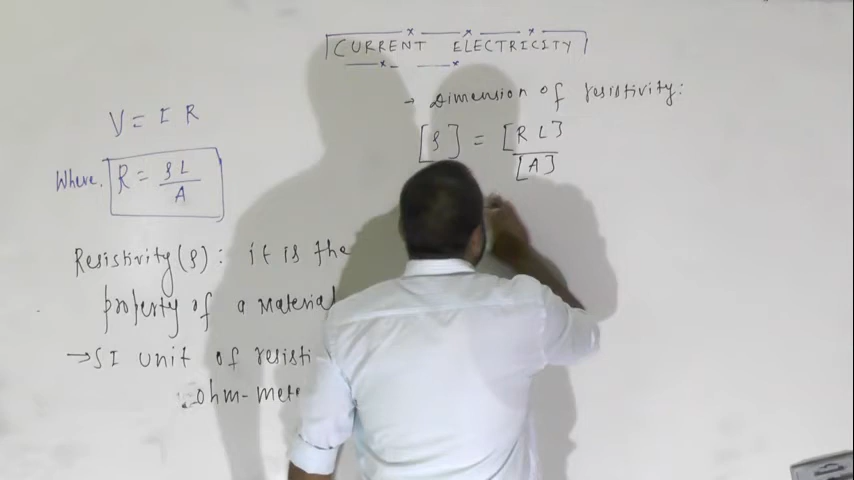 CURRENT ELECTRICITY
V = I R
Where, R = ρL/A
Resistivity (ρ) : it is the
property of a material
→ SI unit of resisti
ohm-mete
→ Dimension of resistivity:
[ρ] = [R L]/[A]